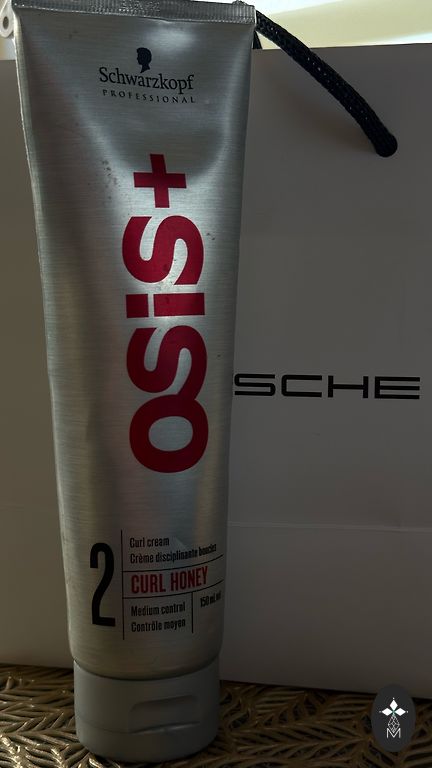 Schwarzkopf
PROFESSIONAL
OSiS+
SCHE
2
Curl cream
Crème disciplinante boucles
CURL HONEY
Medium control
Contrôle moyen
150 mL
M